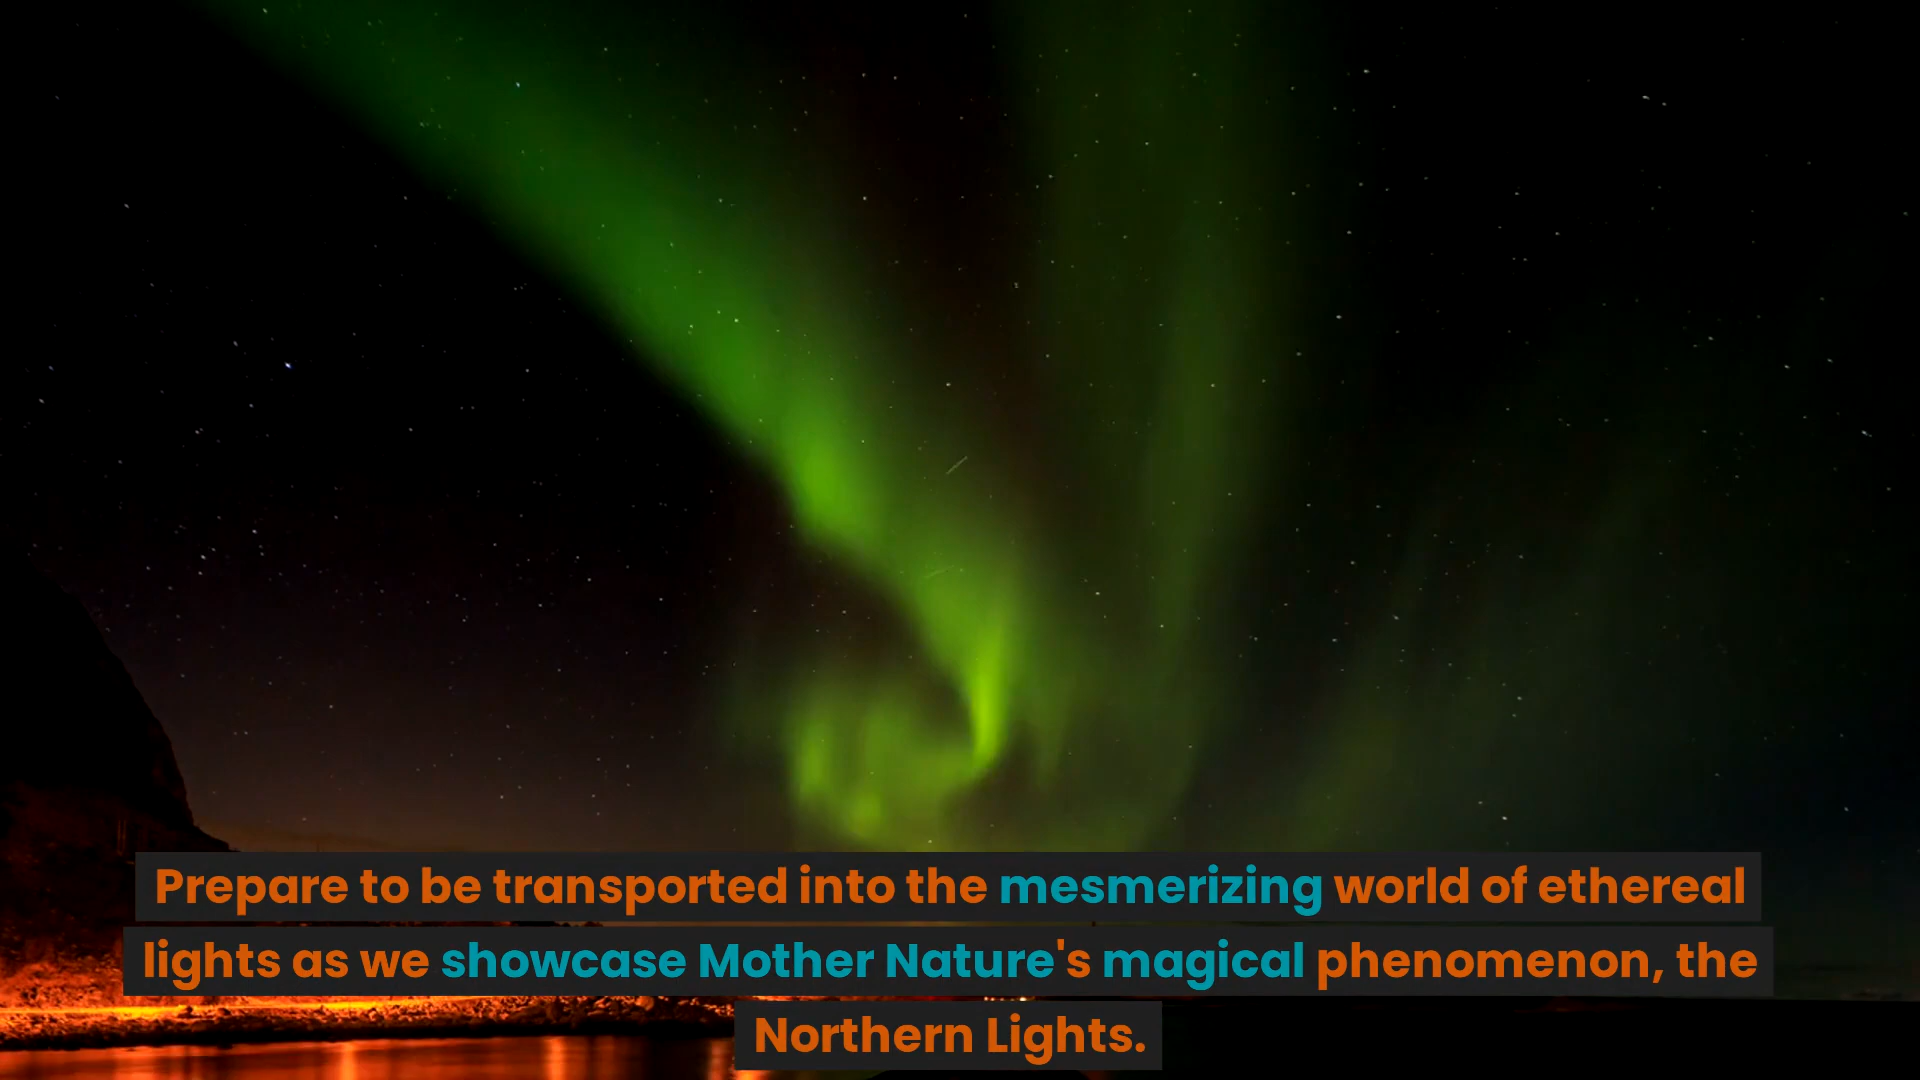 Prepare to be transported into the mesmerizing world of ethereal
lights as we showcase Mother Nature's magical phenomenon, the
Northern Lights.